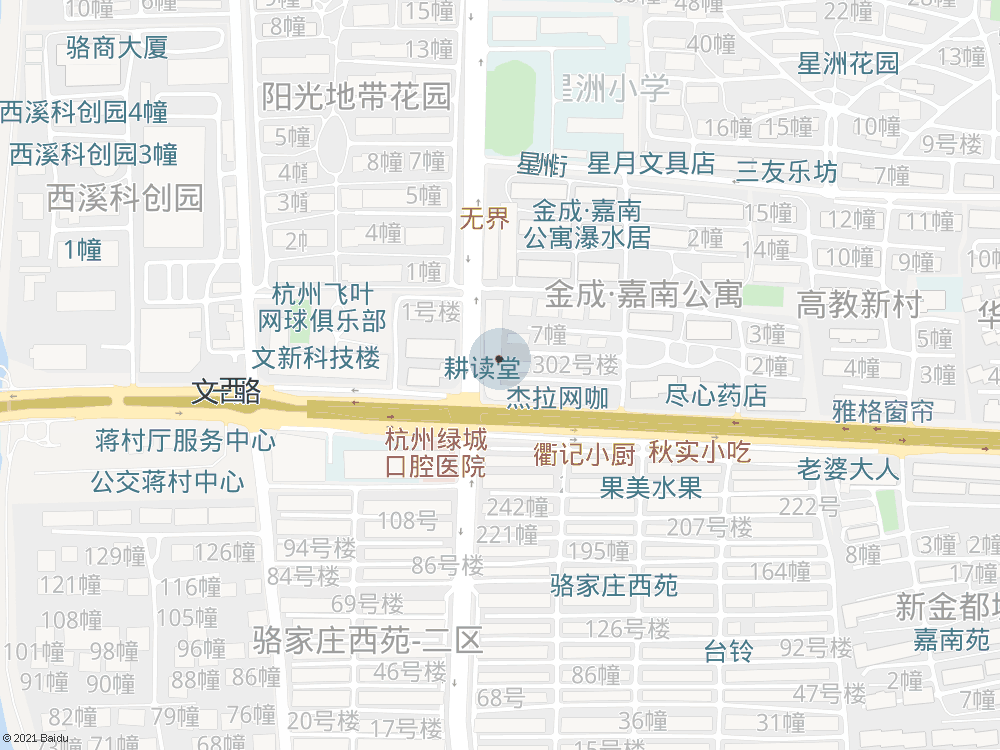 15幢
32幢
48幢
22幢
26幢
8幢
骆商大厦
13幢
40幢
星洲花园
13幢
阳光地带花园
星洲小学
西溪科创园4幢
5幢
16幢
15幢
10幢
9号楼
西溪科创园3幢
4幢
8幢
7幢
星洲街
星月文具店
三友乐坊
7幢
西溪科创园
3幢
5幢
无界
金成·嘉南
公寓瀑水居
15幢
12幢
11幢
1幢
4幢
2幢
14幢
10幢
9幢
1幢
杭州飞叶
网球俱乐部
1号楼
金成·嘉南公寓
高教新村
7幢
3幢
5幢
文新科技楼
耕读堂
302号楼
2幢
4号楼
6幢
文西路
杰拉网咖
尽心药店
雅格窗帘
蒋村厅服务中心
杭州绿城
口腔医院
衢记小厨
秋实小吃
公交蒋村中心
果美水果
老婆大人
108号
242幢
222号
221幢
207号楼
129幢
126幢
94号楼
86号楼
195幢
8幢
3幢
2幢
121幢
116幢
84号楼
骆家庄西苑
164幢
17幢
108幢
105幢
69号楼
126号楼
新金都城
101幢
98幢
96幢
骆家庄西苑-二区
台铃
92号楼
嘉南苑
91幢
90幢
88幢
86幢
46号楼
68号
86幢
47号楼
2幢
7幢
82幢
79幢
76幢
20号楼
17号楼
36幢
31幢
68幢
15号楼
© 2021 Baidu